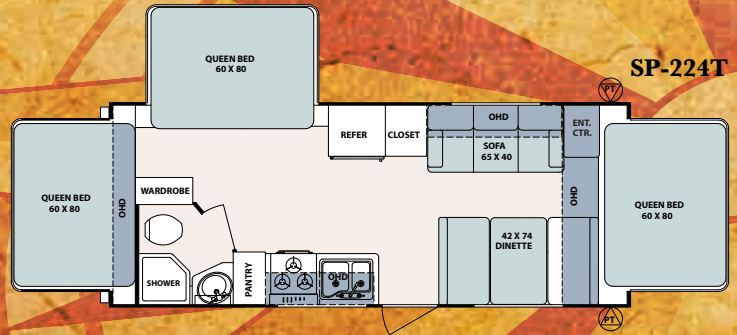 QUEEN BED
60 X 80
SP-224T
PT
REFER
CLOSET
OHD
SOFA
65 X 40
ENT.
CTR.
QUEEN BED
60 X 80
OHD
WARDROBE
OHD
QUEEN BED
60 X 80
42 X 74
DINETTE
SHOWER
PANTRY
OHD
PT